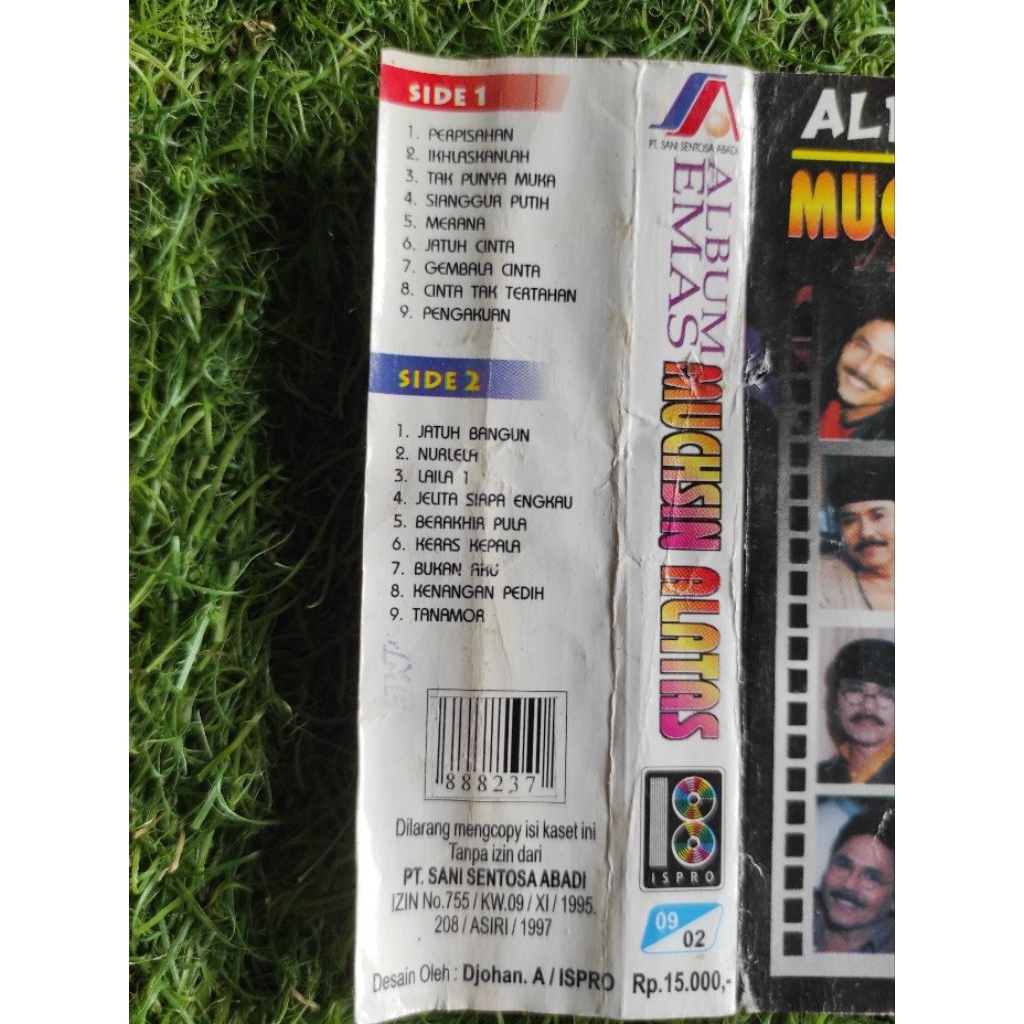 SIDE 1
1. PERPISAHAN
2. IKHLASKANLAH
3. TAK PUNYA MUKA
4. SIANGGUR PUTIH
5. MERANA
6. JATUH CINTA
7. GEMBALA CINTA
8. CINTA TAK TERTAHAN
9. PENGAKUAN
SIDE 2
1. JATUH BANGUN
2. NURLELA
3. LAILA 1
4. JELITA SIAPA ENGKAU
5. BERAKHIR PULA
6. KERAS KEPALA
7. BUKAN AKU
8. KENANGAN PEDIH
9. TANAMOR
888237
Dilarang mengcopy isi kaset ini
Tanpa izin dari
PT. SANI SENTOSA ABADI
IZIN No.755 / KW.09 / XI / 1995.
208 / ASIRI / 1997
Desain Oleh : Djohan. A / ISPRO
PT. SANI SENTOSA ABADI
ALBUM
EMAS
MUCHSIN ALATAS
ISPRO
09
02
Rp.15.000,-